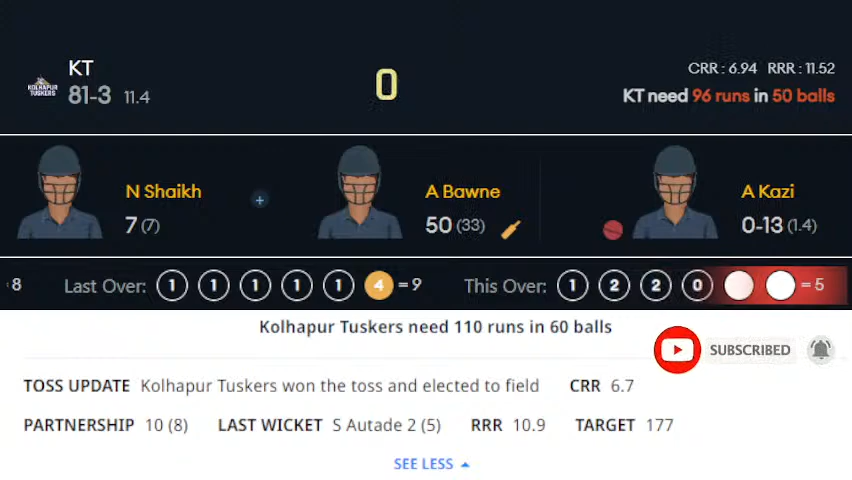 KT
KOLHAPUR TUSKERS
81-3 11.4
0
CRR : 6.94 RRR : 11.52
KT need 96 runs in 50 balls
N Shaikh
7 (7)
+
A Bawne
50 (33)
A Kazi
0-13 (1.4)
8 Last Over: 1 1 1 1 1 4 = 9 This Over: 1 2 2 0 = 5
Kolhapur Tuskers need 110 runs in 60 balls
SUBSCRIBED
TOSS UPDATE Kolhapur Tuskers won the toss and elected to field CRR 6.7
PARTNERSHIP 10 (8) LAST WICKET S Autade 2 (5) RRR 10.9 TARGET 177
SEE LESS